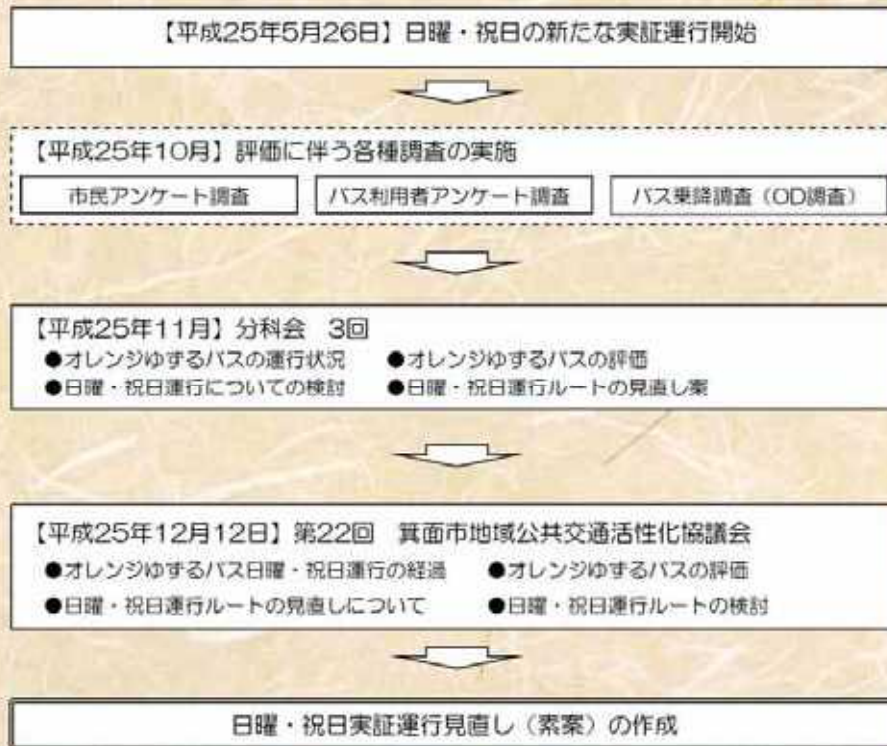 【平成25年5月26日】日曜・祝日の新たな実証運行開始
【平成25年10月】評価に伴う各種調査の実施
市民アンケート調査 バス利用者アンケート調査 バス乗降調査（OD調査）
【平成25年11月】分科会 3回
●オレンジゆずるバスの運行状況 ●オレンジゆずるバスの評価
●日曜・祝日運行についての検討 ●日曜・祝日運行ルートの見直し案
【平成25年12月12日】第22回 箕面市地域公共交通活性化協議会
●オレンジゆずるバス日曜・祝日運行の経過 ●オレンジゆずるバスの評価
●日曜・祝日運行ルートの見直しについて ●日曜・祝日運行ルートの検討
日曜・祝日実証運行見直し（素案）の作成